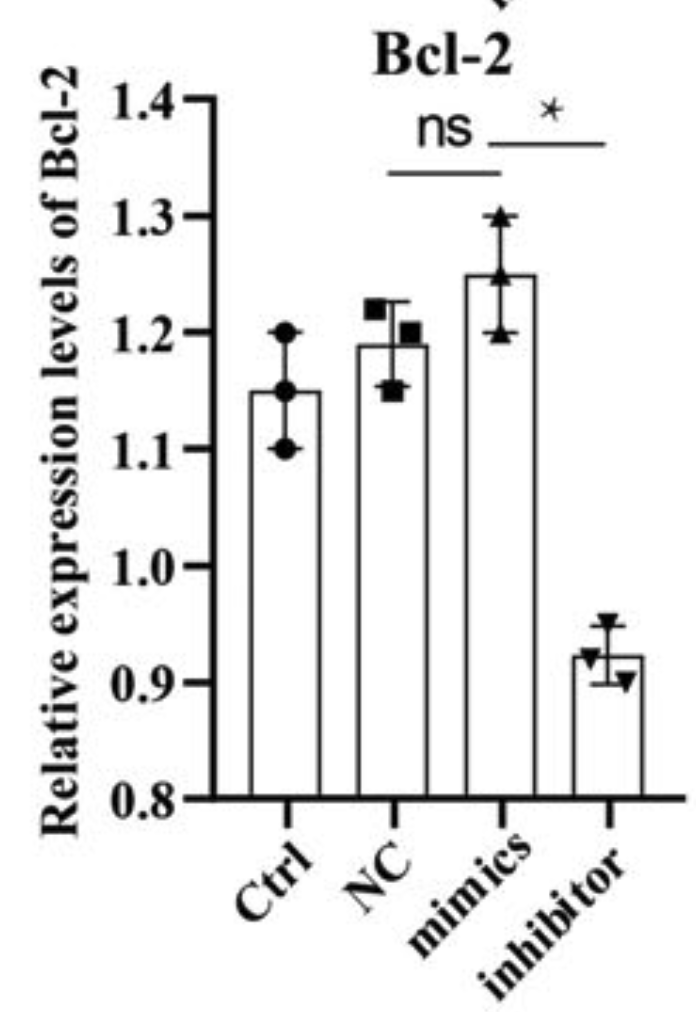 Bcl-2
Relative expression levels of Bcl-2
ns *
1.4
1.3
1.2
1.1
1.0
0.9
0.8
Ctrl
NC
mimics
inhibitor